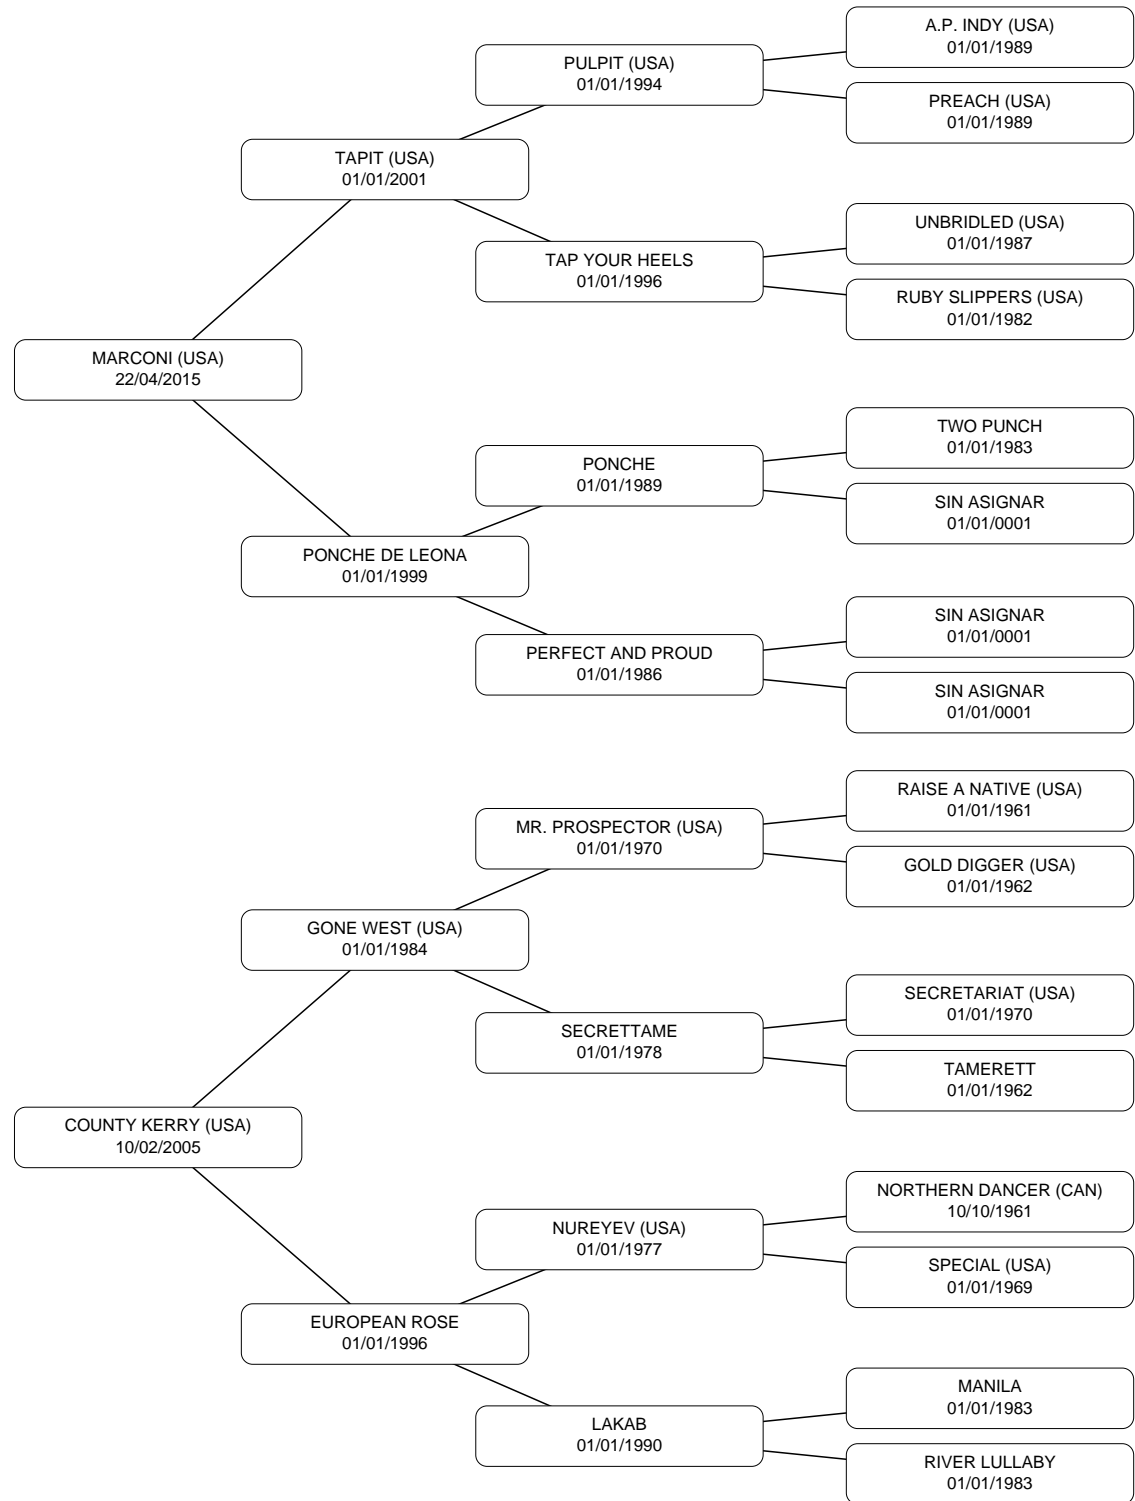 A.P. INDY (USA)
01/01/1989
PULPIT (USA)
01/01/1994
PREACH (USA)
01/01/1989
TAPIT (USA)
01/01/2001
UNBRIDLED (USA)
01/01/1987
TAP YOUR HEELS
01/01/1996
RUBY SLIPPERS (USA)
01/01/1982
MARCONI (USA)
22/04/2015
TWO PUNCH
01/01/1983
PONCHE
01/01/1989
SIN ASIGNAR
01/01/0001
PONCHE DE LEONA
01/01/1999
SIN ASIGNAR
01/01/0001
PERFECT AND PROUD
01/01/1986
SIN ASIGNAR
01/01/0001
RAISE A NATIVE (USA)
01/01/1961
MR. PROSPECTOR (USA)
01/01/1970
GOLD DIGGER (USA)
01/01/1962
GONE WEST (USA)
01/01/1984
SECRETARIAT (USA)
01/01/1970
SECRETTAME
01/01/1978
TAMERETT
01/01/1962
COUNTY KERRY (USA)
10/02/2005
NORTHERN DANCER (CAN)
10/10/1961
NUREYEV (USA)
01/01/1977
SPECIAL (USA)
01/01/1969
EUROPEAN ROSE
01/01/1996
MANILA
01/01/1983
LAKAB
01/01/1990
RIVER LULLABY
01/01/1983